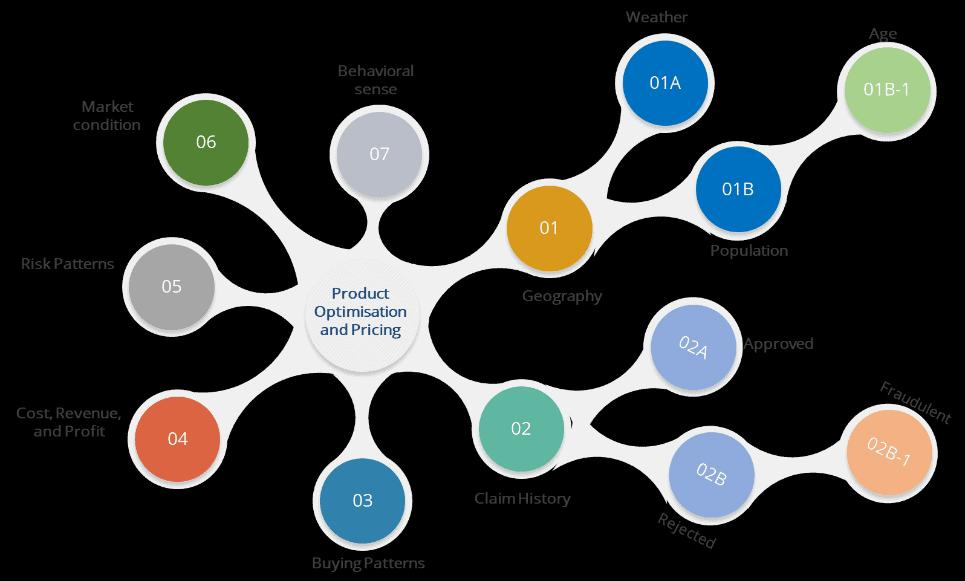 Weather
01A
Age
01B-1
Behavioral
sense
07
Market
condition
06
01B
Population
01
Geography
Risk Patterns
05
Product
Optimisation
and Pricing
02A
Approved
Cost, Revenue,
and Profit
04
02
Claim History
Fraudulent
02B-1
02B
Rejected
03
Buying Patterns